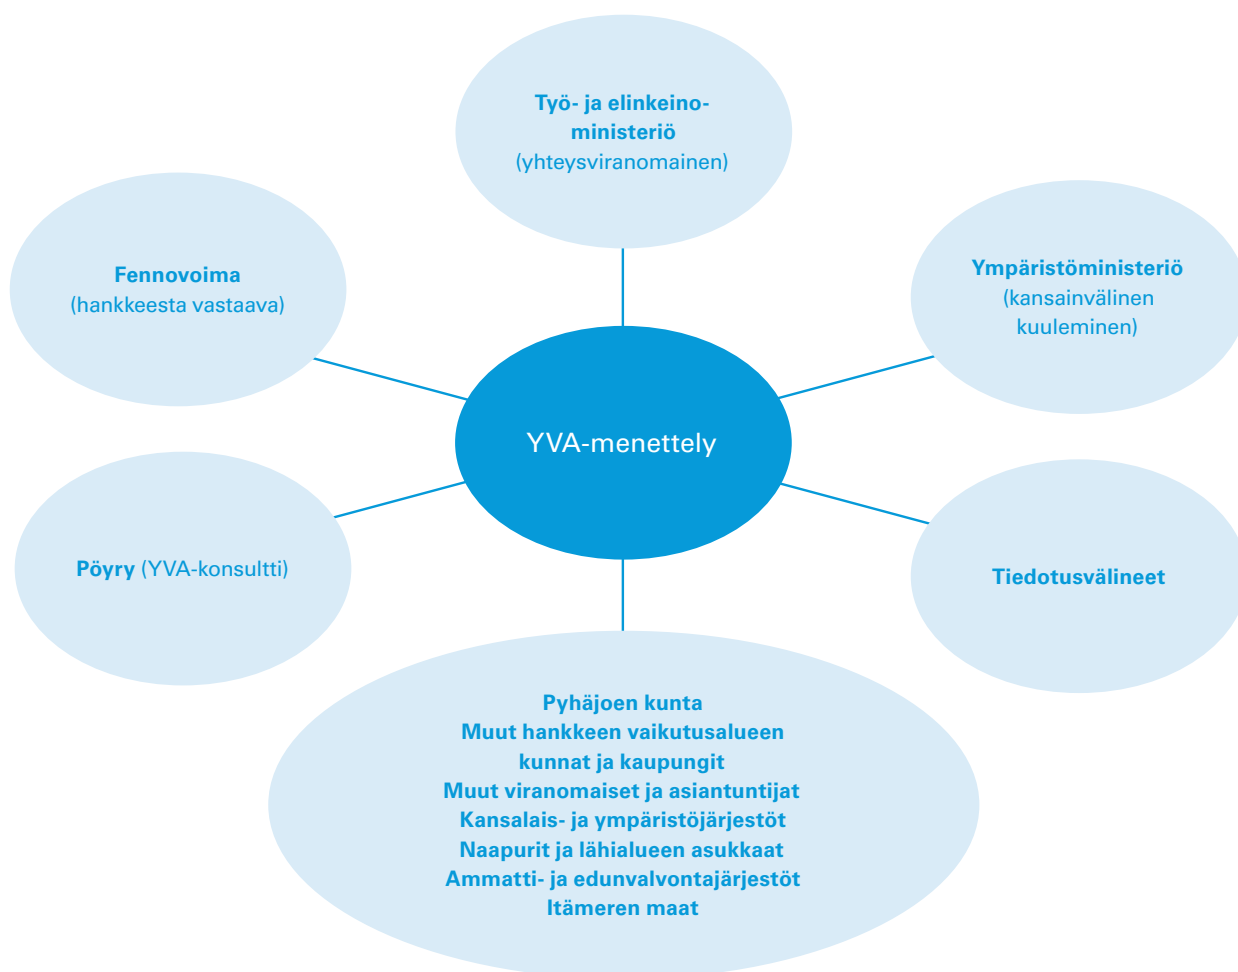 Työ- ja elinkeino-
ministeriö
(yhteysviranomainen)
Fennovoima
(hankkeesta vastaava)
Ympäristöministeriö
(kansainvälinen
kuuleminen)
YVA-menettely
Pöyry (YVA-konsultti)
Tiedotusvälineet
Pyhäjoen kunta
Muut hankkeen vaikutusalueen
kunnat ja kaupungit
Muut viranomaiset ja asiantuntijat
Kansalais- ja ympäristöjärjestöt
Naapurit ja lähialueen asukkaat
Ammatti- ja edunvalvontajärjestöt
Itämeren maat